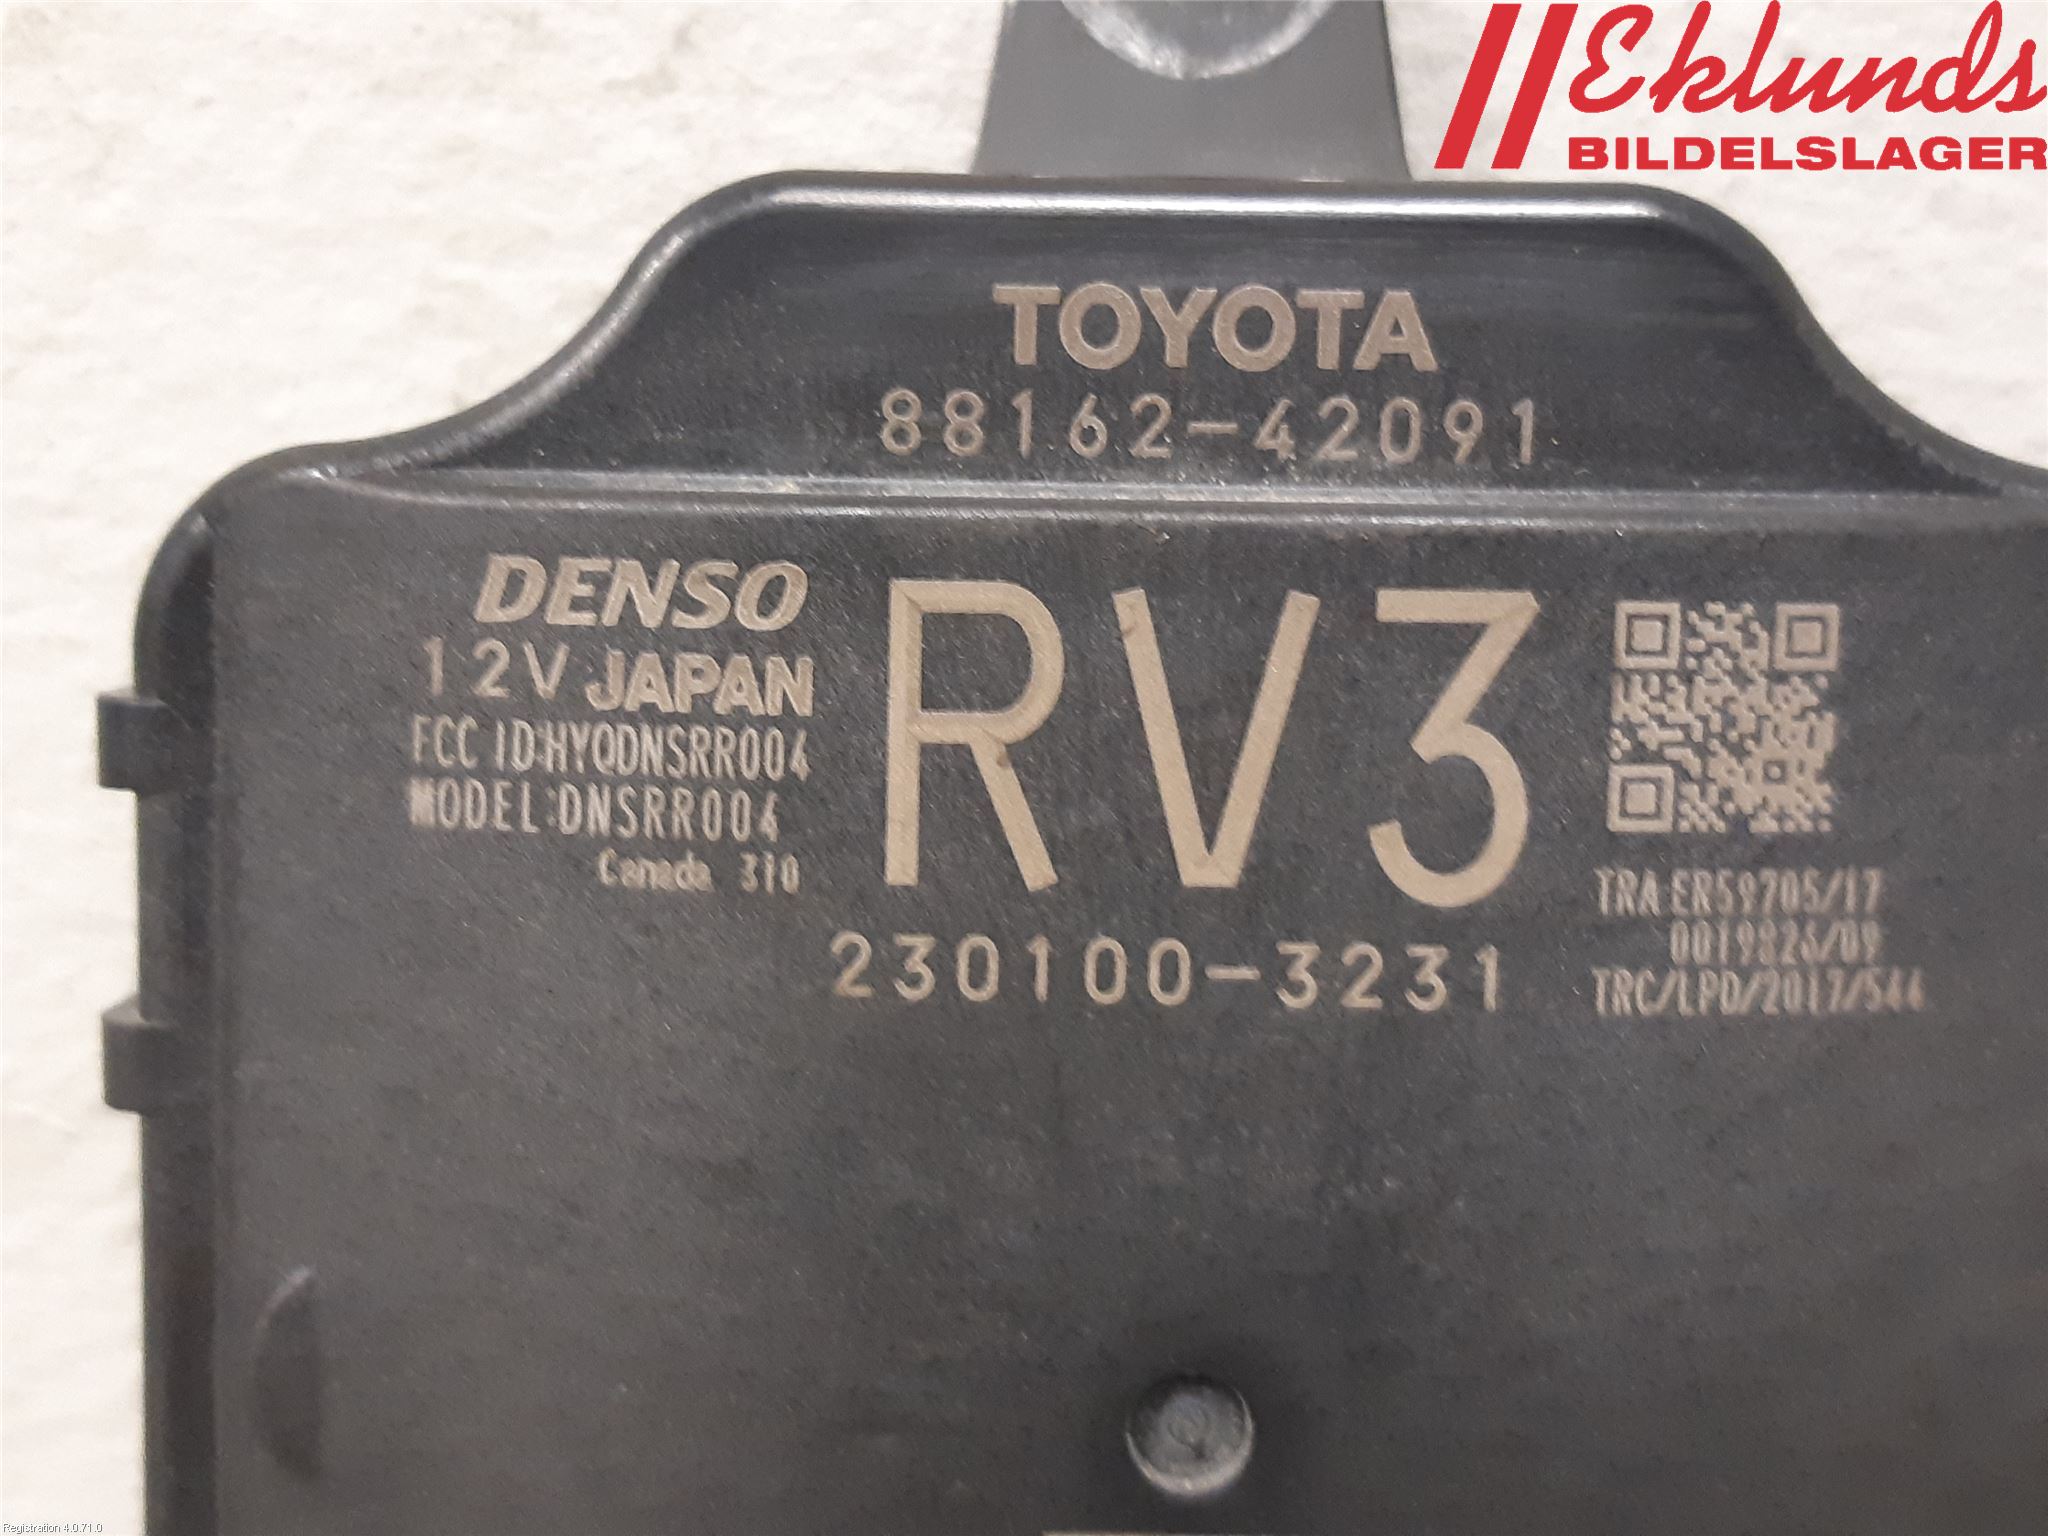 Eklunds
BILDELSLAGER
TOYOTA
88162-42091
DENSO
12V JAPAN
FCC ID:HYQDNSRR004
MODEL:DNSRR004
Canada 310
RV3
230100-3231
TRA:ER59705/17
0019826/09
TRC/LPD/2017/544
Registration 4.0.71.0